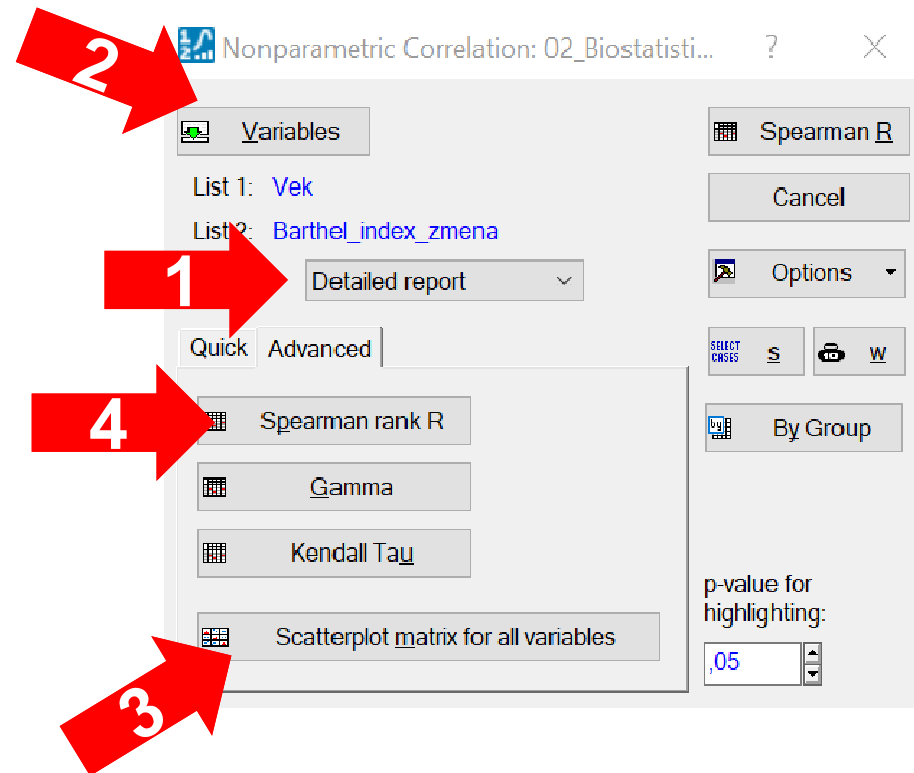 2
Nonparametric Correlation: 02_Biostatisti... ?
Variables
Spearman R
List 1: Vek
Cancel
List 2: Barthel_index_zmena
1
Detailed report
Options
Quick
Advanced
SELECT
CASES
S
W
4
Spearman rank R
By Group
Gamma
Kendall Tau
p-value for
highlighting:
Scatterplot matrix for all variables
,05
3